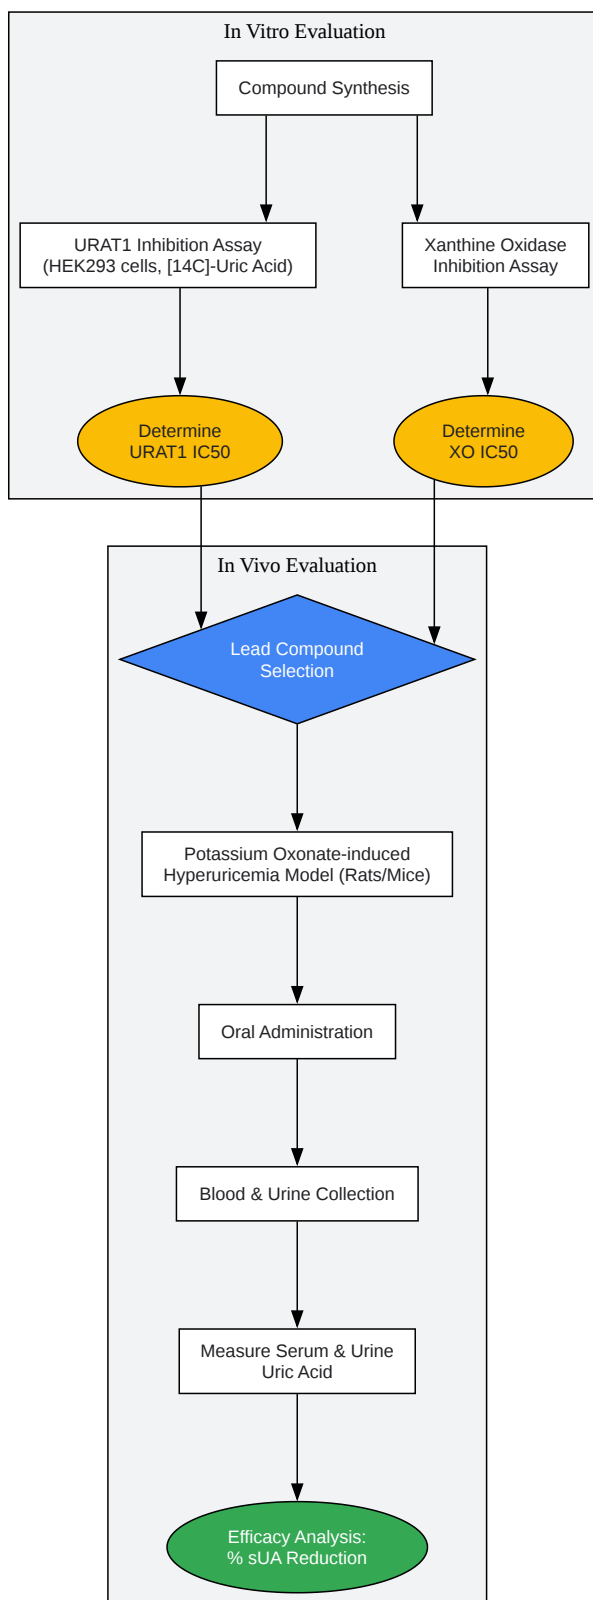 In Vitro Evaluation
Compound Synthesis
URAT1 Inhibition Assay
(HEK293 cells, [14C]-Uric Acid)
Xanthine Oxidase
Inhibition Assay
Determine
URAT1 IC50
Determine
XO IC50
In Vivo Evaluation
Lead Compound
Selection
Potassium Oxonate-induced
Hyperuricemia Model (Rats/Mice)
Oral Administration
Blood & Urine Collection
Measure Serum & Urine
Uric Acid
Efficacy Analysis:
% sUA Reduction